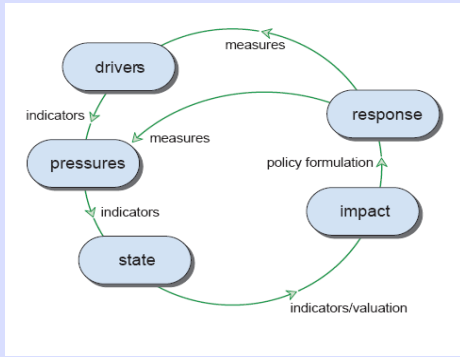 measures
drivers
indicators
response
measures
pressures
policy formulation
indicators
impact
state
indicators/valuation